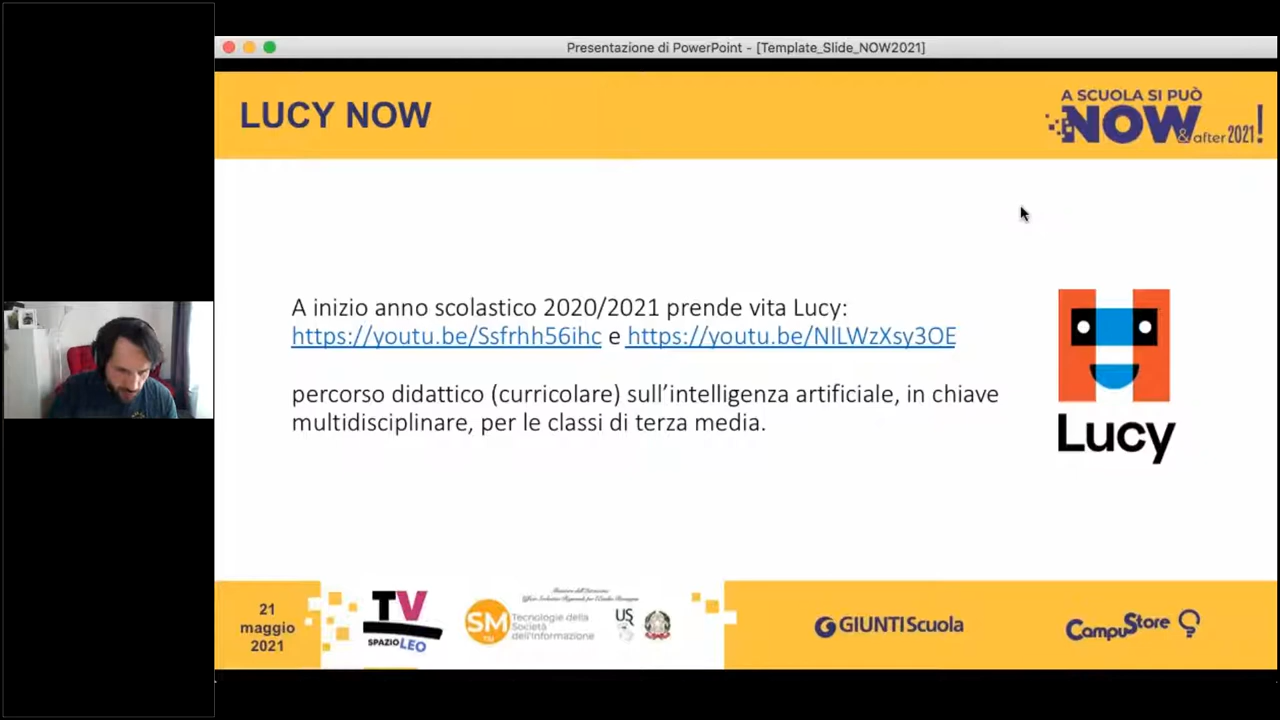 Presentazione di PowerPoint - [Template_Slide_NOW2021]
LUCY NOW
A SCUOLA SI PUÒ
NOW
& after 2021!
A inizio anno scolastico 2020/2021 prende vita Lucy:
https://youtu.be/Ssfrhh56ihc e https://youtu.be/NlLWzXsy3OE
percorso didattico (curricolare) sull’intelligenza artificiale, in chiave
multidisciplinare, per le classi di terza media.
Lucy
21
maggio
2021
TV
SPAZIO LEO
SM
Tecnologie della
Società
dell'Informazione
US
GIUNTI Scuola
CampuStore